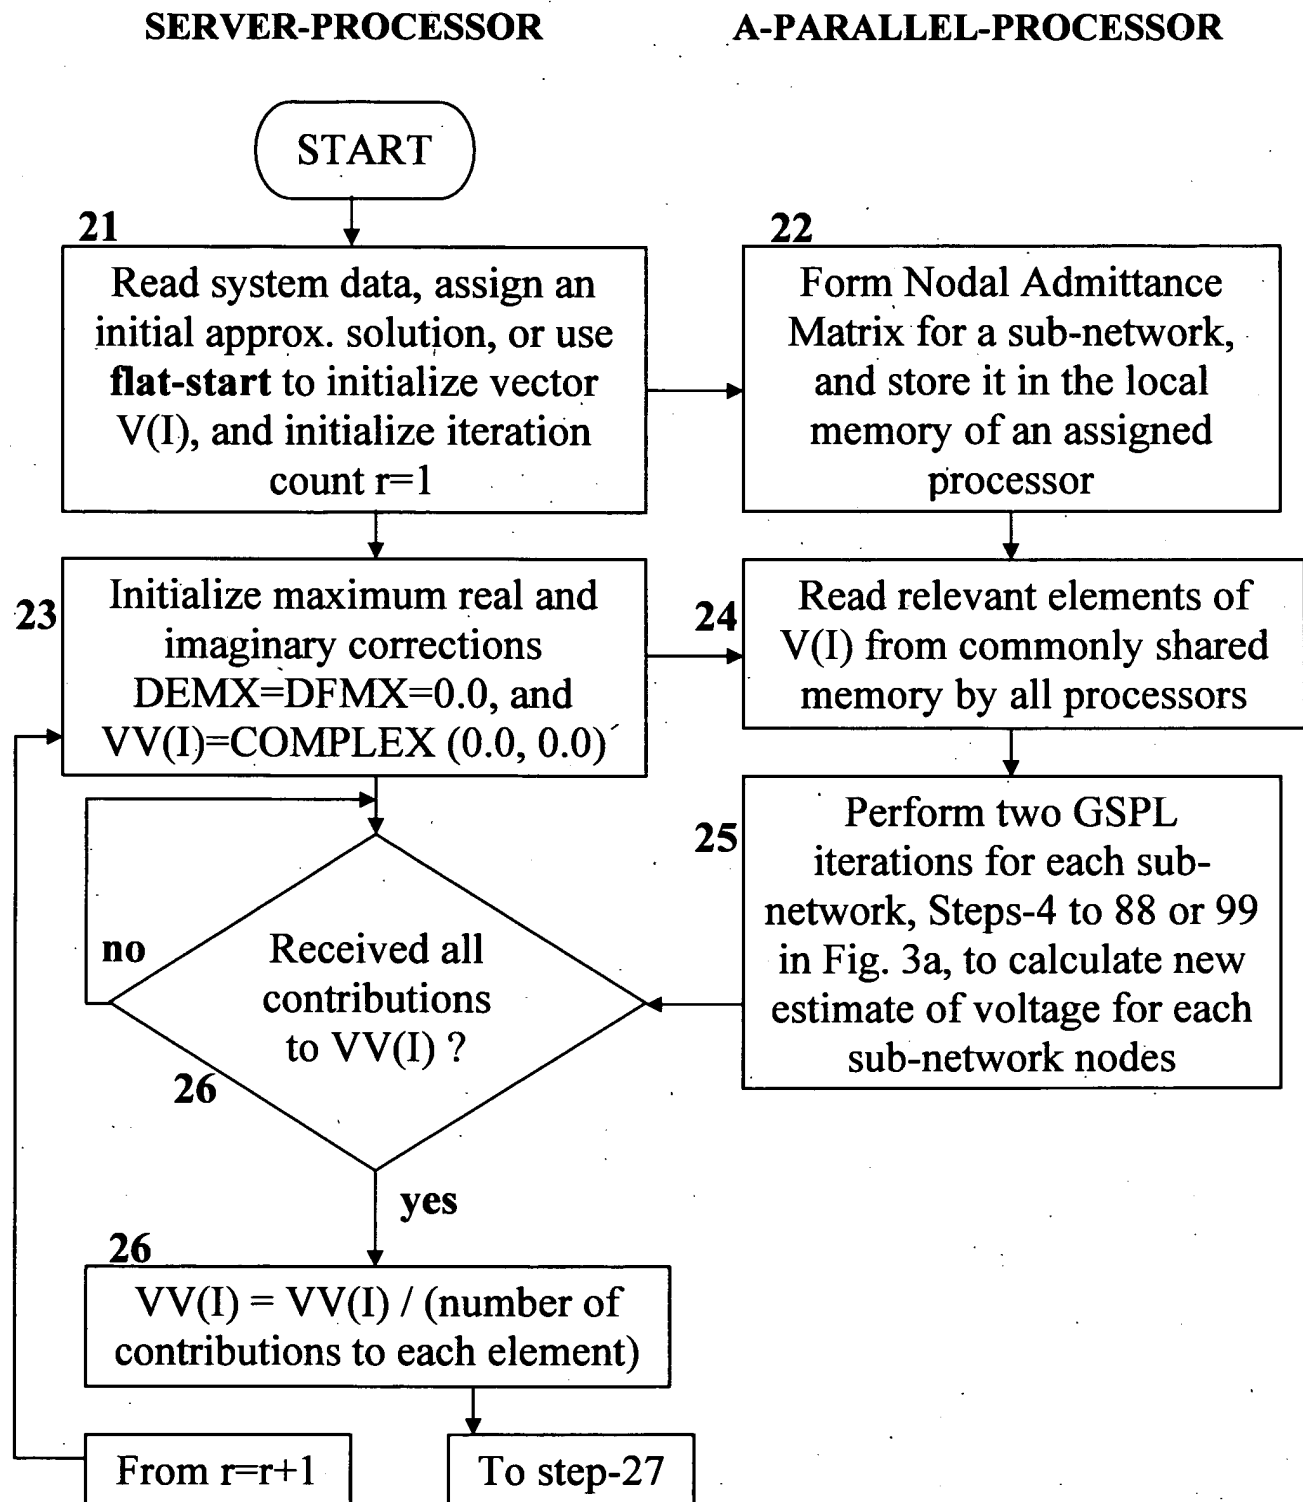 SERVER-PROCESSOR
A-PARALLEL-PROCESSOR
START
21
Read system data, assign an
initial approx. solution, or use
flat-start to initialize vector
V(I), and initialize iteration
count r=1
22
Form Nodal Admittance
Matrix for a sub-network,
and store it in the local
memory of an assigned
processor
23
Initialize maximum real and
imaginary corrections
DEMX=DFMX=0.0, and
VV(I)=COMPLEX (0.0, 0.0)
24
Read relevant elements of
V(I) from commonly shared
memory by all processors
25
Perform two GSPL
iterations for each sub-
network, Steps-4 to 88 or 99
in Fig. 3a, to calculate new
estimate of voltage for each
sub-network nodes
no
Received all
contributions
to VV(I) ?
26
yes
26
VV(I) = VV(I) / (number of
contributions to each element)
From r=r+1
To step-27